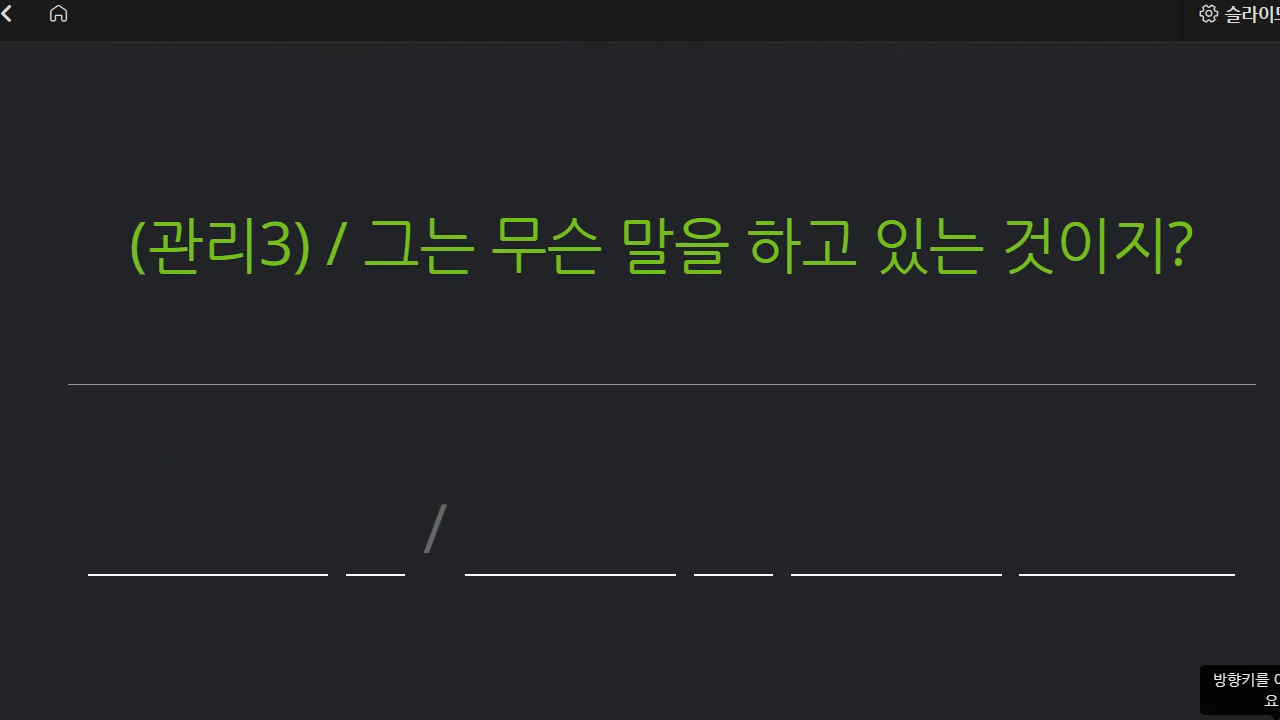 슬라이드
(관리3) / 그는 무슨 말을 하고 있는 것이지?
/
방향키를
요